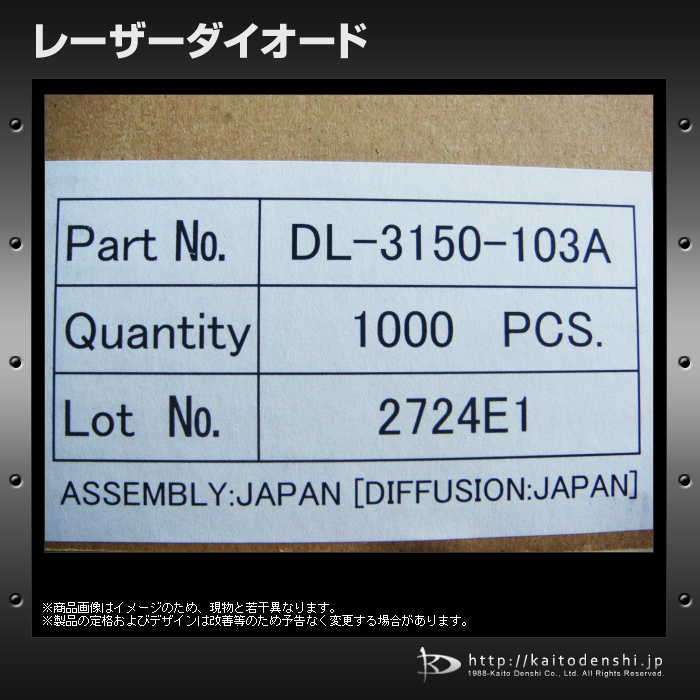 レーザーダイオード
Part No. DL-3150-103A
Quantity 1000 PCS.
Lot No. 2724E1
ASSEMBLY:JAPAN [DIFFUSION:JAPAN]
※商品画像はイメージのため、現物と若干異なります。
※製品の定格およびデザインは改善等のため予告なく変更する場合があります。
http://kaitodenshi.jp
1988-Kaito Denshi Co., Ltd. All Rights Reserved.